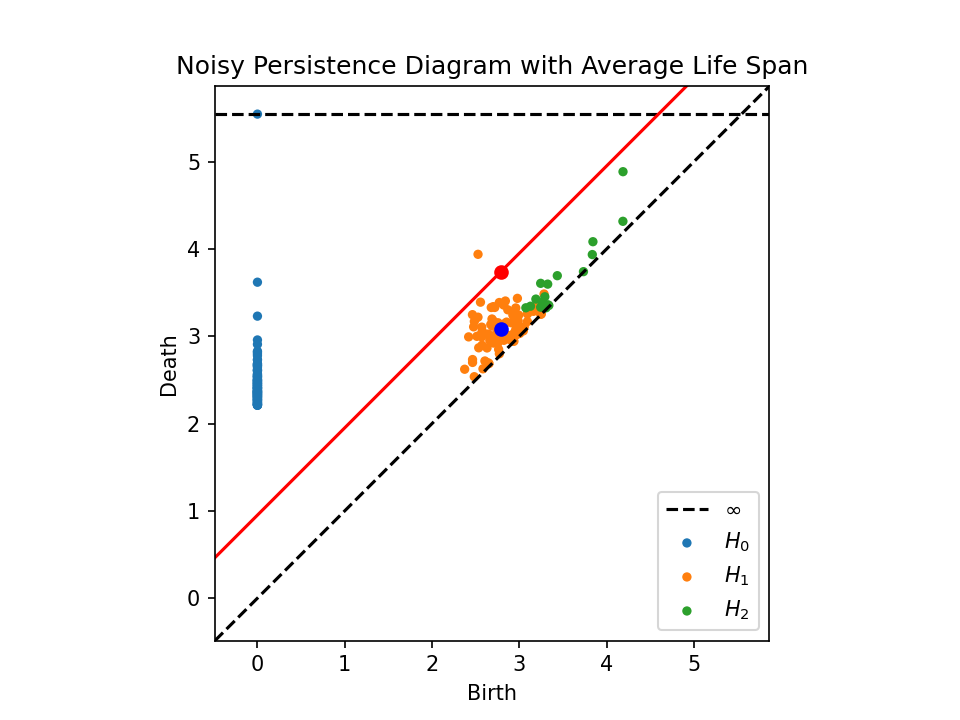 Noisy Persistence Diagram with Average Life Span
5
4
3
2
1
0
Death
∞
H₀
H₁
H₂
0 1 2 3 4 5
Birth